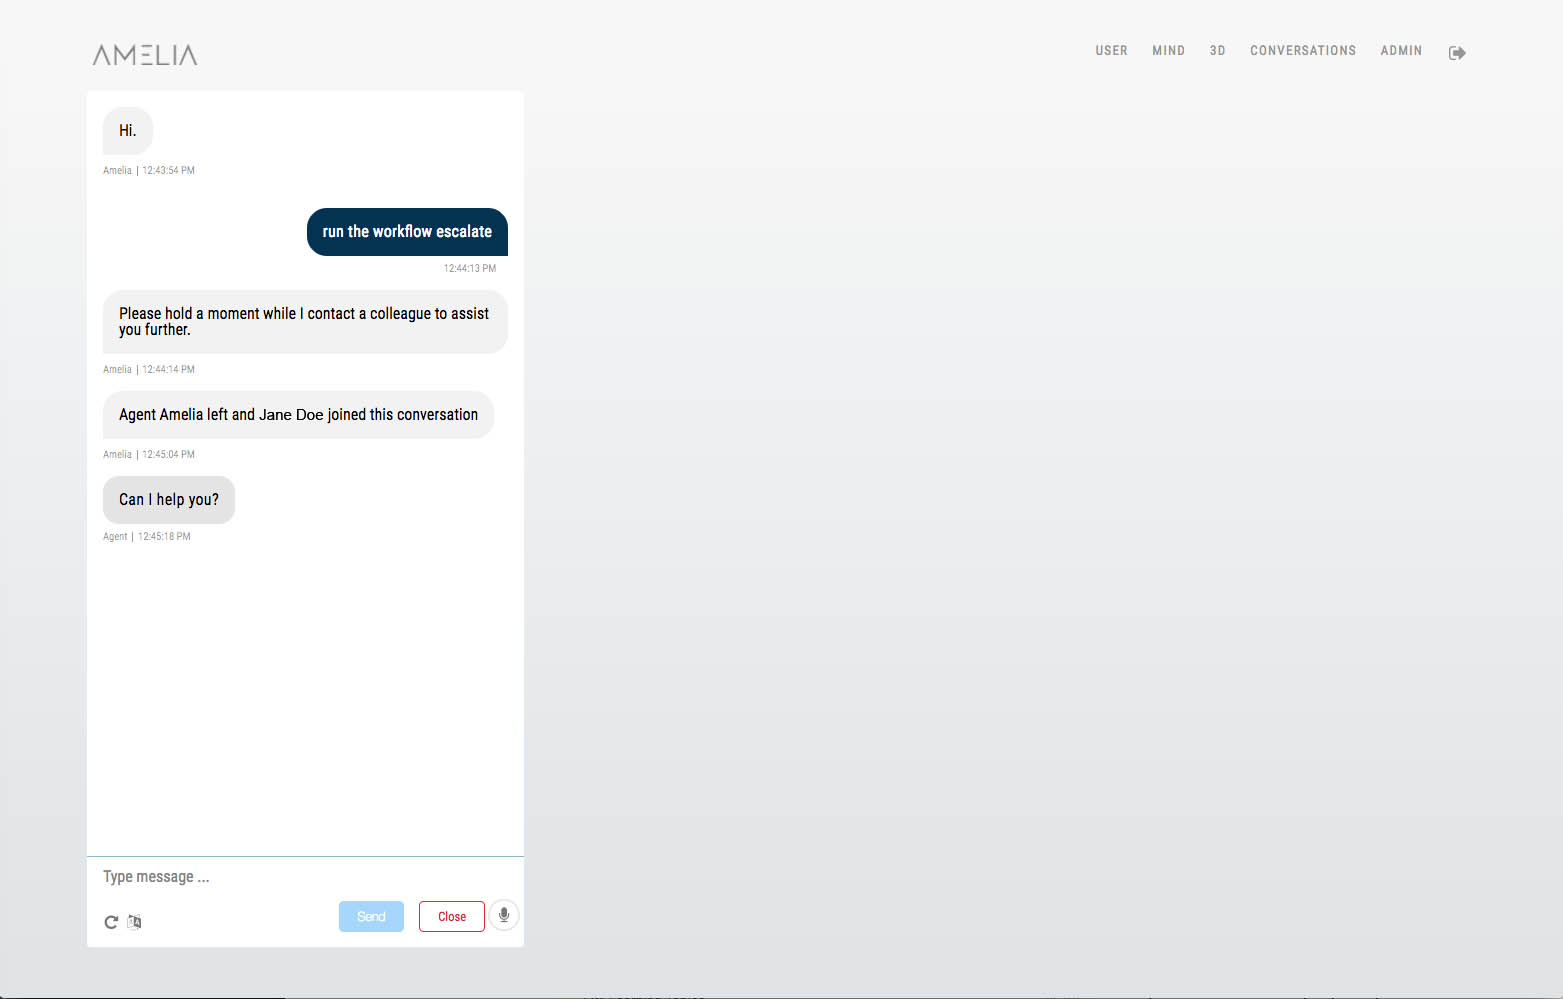 AMELIA
USER MIND 3D CONVERSATIONS ADMIN
Hi.
Amelia | 12:43:54 PM
run the workflow escalate
12:44:13 PM
Please hold a moment while I contact a colleague to assist
you further.
Amelia | 12:44:14 PM
Agent Amelia left and Jane Doe joined this conversation
Amelia | 12:45:04 PM
Can I help you?
Agent | 12:45:18 PM
Type message ...
Send Close